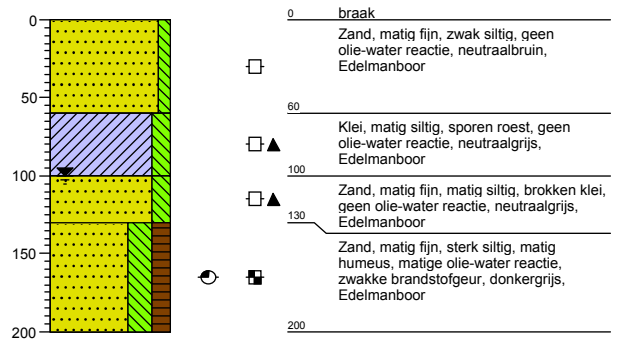 0
50
100
150
200
0 braak
Zand, matig fijn, zwak siltig, geen
olie-water reactie, neutraalbruin,
Edelmanboor
60
Klei, matig siltig, sporen roest, geen
olie-water reactie, neutraalgrijs,
Edelmanboor
100
Zand, matig fijn, matig siltig, brokken klei,
geen olie-water reactie, neutraalgrijs,
Edelmanboor
130
Zand, matig fijn, sterk siltig, matig
humeus, matige olie-water reactie,
zwakke brandstofgeur, donkergrijs,
Edelmanboor
200